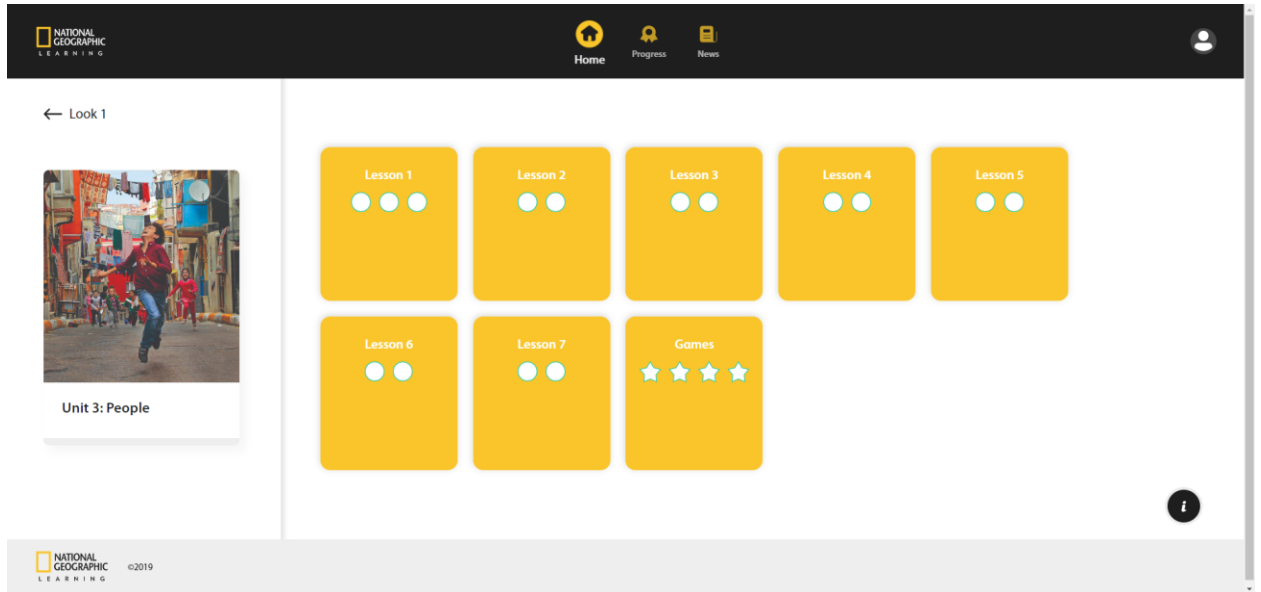 NATIONAL
GEOGRAPHIC
LEARNING
Home
Progress
News
Look 1
Unit 3: People
Lesson 1
Lesson 2
Lesson 3
Lesson 4
Lesson 5
Lesson 6
Lesson 7
Games
i
NATIONAL
GEOGRAPHIC
LEARNING
©2019